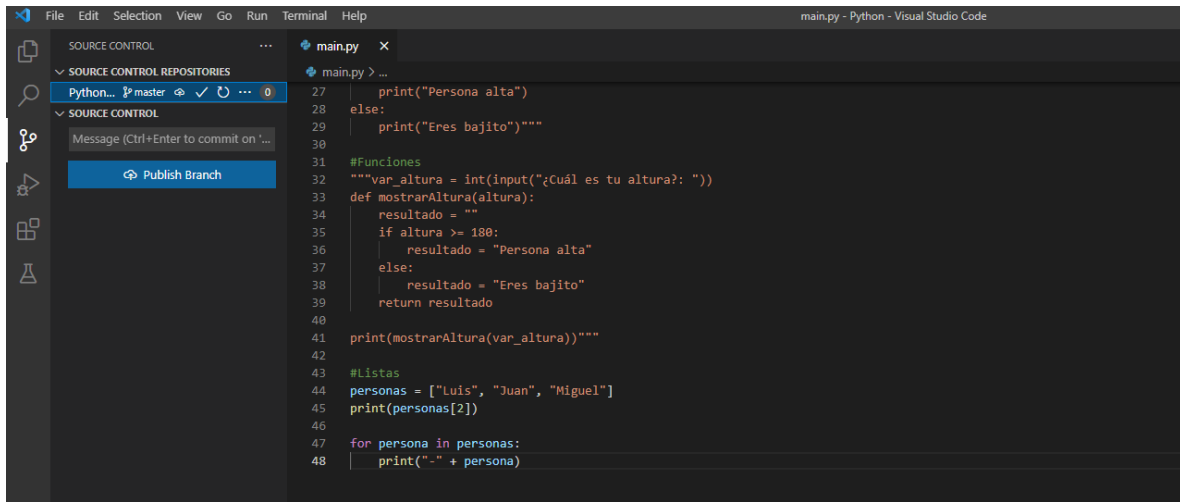 File Edit Selection View Go Run Terminal Help main.py - Python - Visual Studio Code
SOURCE CONTROL ...
SOURCE CONTROL REPOSITORIES
Python... master ... 0
SOURCE CONTROL
Message (Ctrl+Enter to commit on '...
Publish Branch
main.py
main.py > ...
27     print("Persona alta")
28 else:
29     print("Eres bajito")"""
30
31 #Funciones
32 """var_altura = int(input("¿Cuál es tu altura?: "))
33 def mostrarAltura(altura):
34     resultado = ""
35     if altura >= 180:
36         resultado = "Persona alta"
37     else:
38         resultado = "Eres bajito"
39     return resultado
40
41 print(mostrarAltura(var_altura))"""
42
43 #Listas
44 personas = ["Luis", "Juan", "Miguel"]
45 print(personas[2])
46
47 for persona in personas:
48     print("-" + persona)